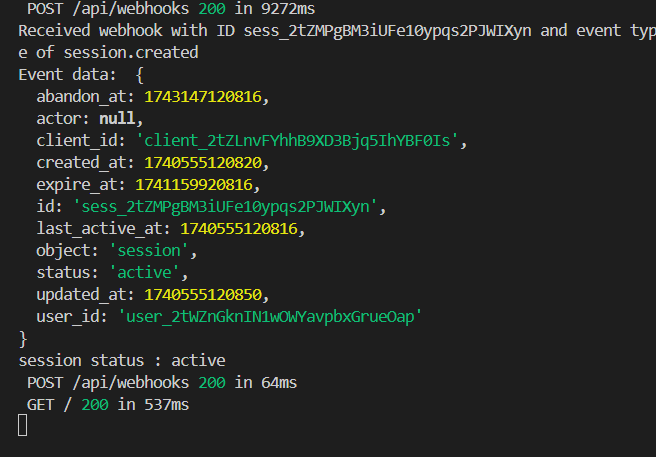 POST /api/webhooks 200 in 9272ms
Received webhook with ID sess_2tZMPgBM3iUFe10ypqs2PJWIXyn and event typ
e of session.created
Event data:  {
  abandon_at: 1743147120816,
  actor: null,
  client_id: 'client_2tZLnvFYhhB9XD3Bjq5IhYBF0Is',
  created_at: 1740555120820,
  expire_at: 1741159920816,
  id: 'sess_2tZMPgBM3iUFe10ypqs2PJWIXyn',
  last_active_at: 1740555120816,
  object: 'session',
  status: 'active',
  updated_at: 1740555120850,
  user_id: 'user_2tWZnGknIN1wOWYavpbxGrueOap'
}
session status : active
 POST /api/webhooks 200 in 64ms
 GET / 200 in 537ms